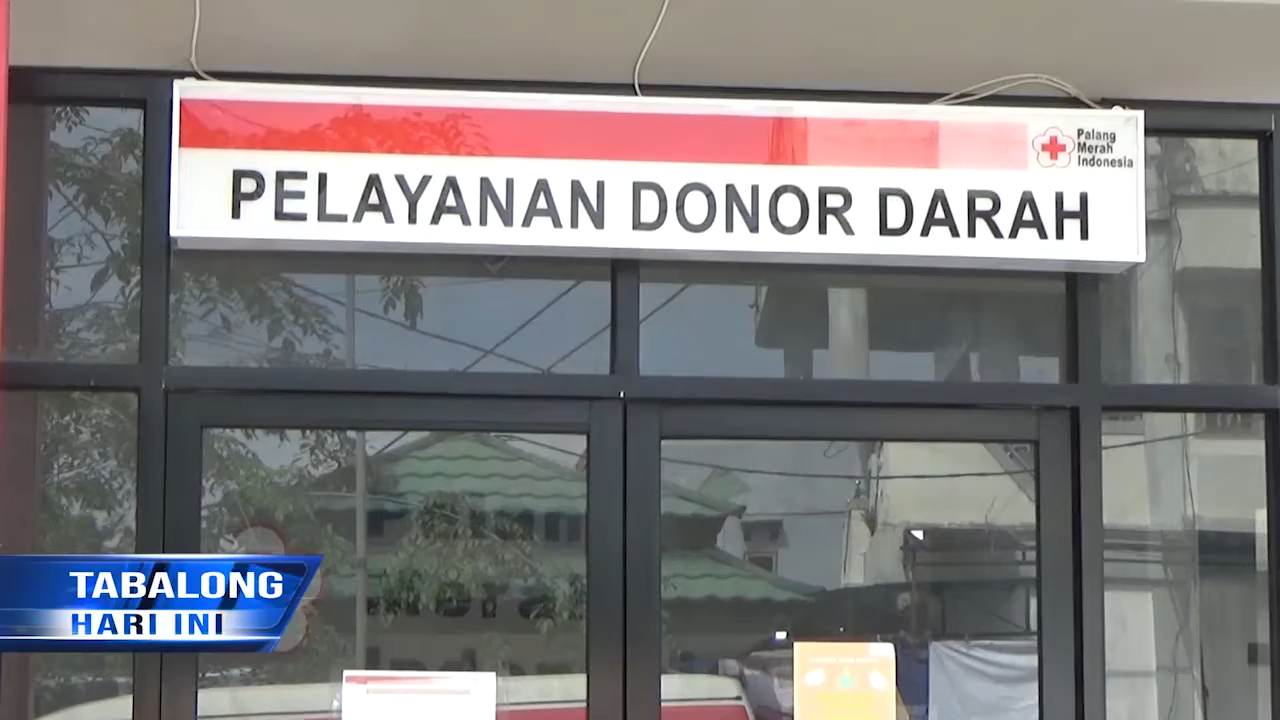 Palang
Merah
Indonesia
PELAYANAN DONOR DARAH
TABALONG
HARI INI